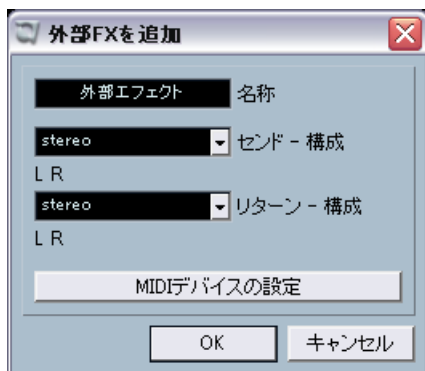 外部FXを追加
外部エフェクト 名称
stereo センド - 構成
L R
stereo リターン - 構成
L R
MIDIデバイスの設定
OK キャンセル